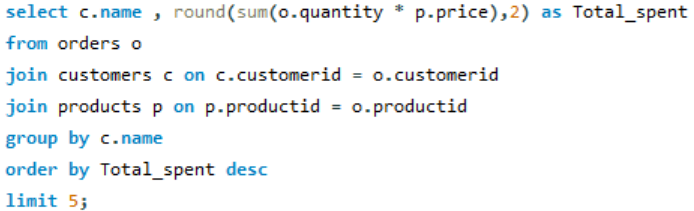 select c.name , round(sum(o.quantity * p.price),2) as Total_spent
from orders o
join customers c on c.customerid = o.customerid
join products p on p.productid = o.productid
group by c.name
order by Total_spent desc
limit 5;